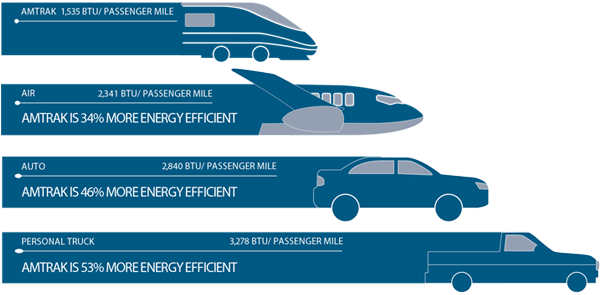 AMTRAK 1,535 BTU/ PASSENGER MILE
AIR 2,341 BTU/ PASSENGER MILE
AMTRAK IS 34% MORE ENERGY EFFICIENT
AUTO 2,840 BTU/ PASSENGER MILE
AMTRAK IS 46% MORE ENERGY EFFICIENT
PERSONAL TRUCK 3,278 BTU/ PASSENGER MILE
AMTRAK IS 53% MORE ENERGY EFFICIENT